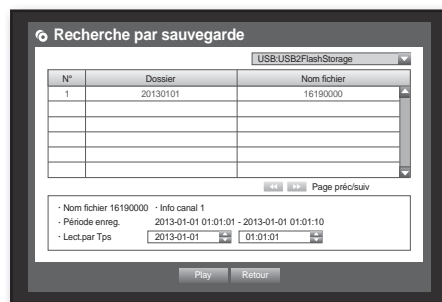 Recherche par sauvegarde
USB:USB2FlashStorage
N° Dossier Nom fichier
1 20130101 16190000
Page préc/suiv
· Nom fichier 16190000 · Info canal 1
· Période enreg. 2013-01-01 01:01:01 - 2013-01-01 01:01:10
· Lect.par Tps 2013-01-01 01:01:01
Play Retour